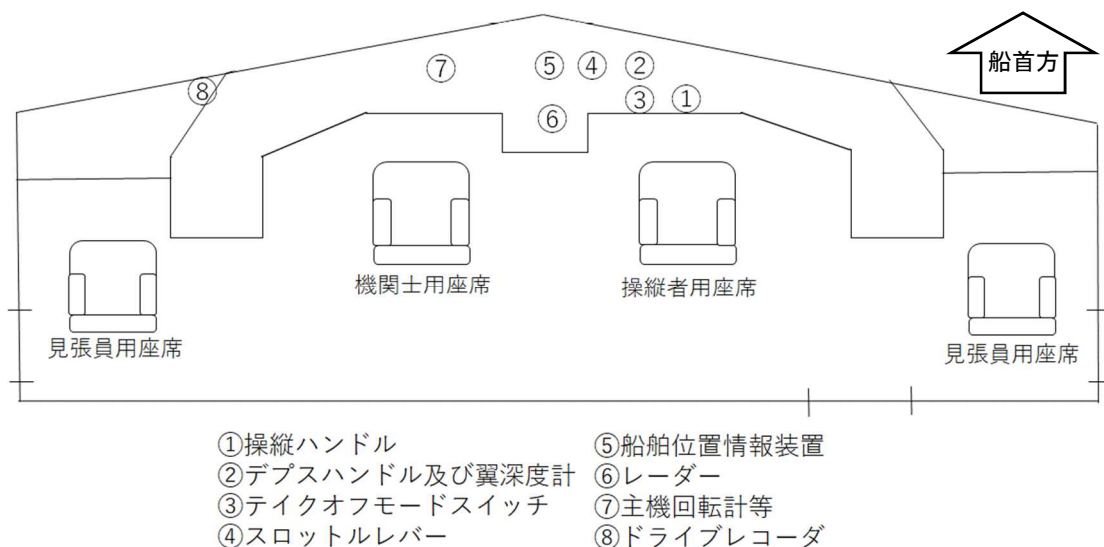 船首方
⑦
⑤
④
②
⑧
③
①
⑥
機関士用座席
操縦者用座席
見張員用座席
見張員用座席
①操縦ハンドル
②デプスハンドル及び翼深度計
③テイクオフモードスイッチ
④スロットルレバー
⑤船舶位置情報装置
⑥レーダー
⑦主機回転計等
⑧ドライブレコーダ